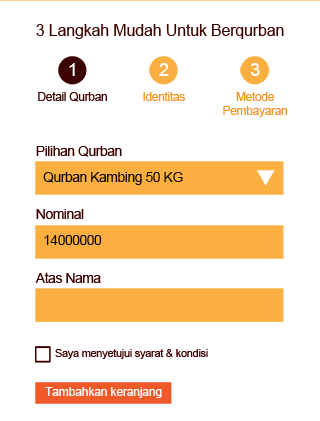 3 Langkah Mudah Untuk Berqurban
1 2 3
Detail Qurban Identitas Metode
Pembayaran
Pilihan Qurban
Qurban Kambing 50 KG
Nominal
14000000
Atas Nama
Saya menyetujui syarat & kondisi
Tambahkan keranjang